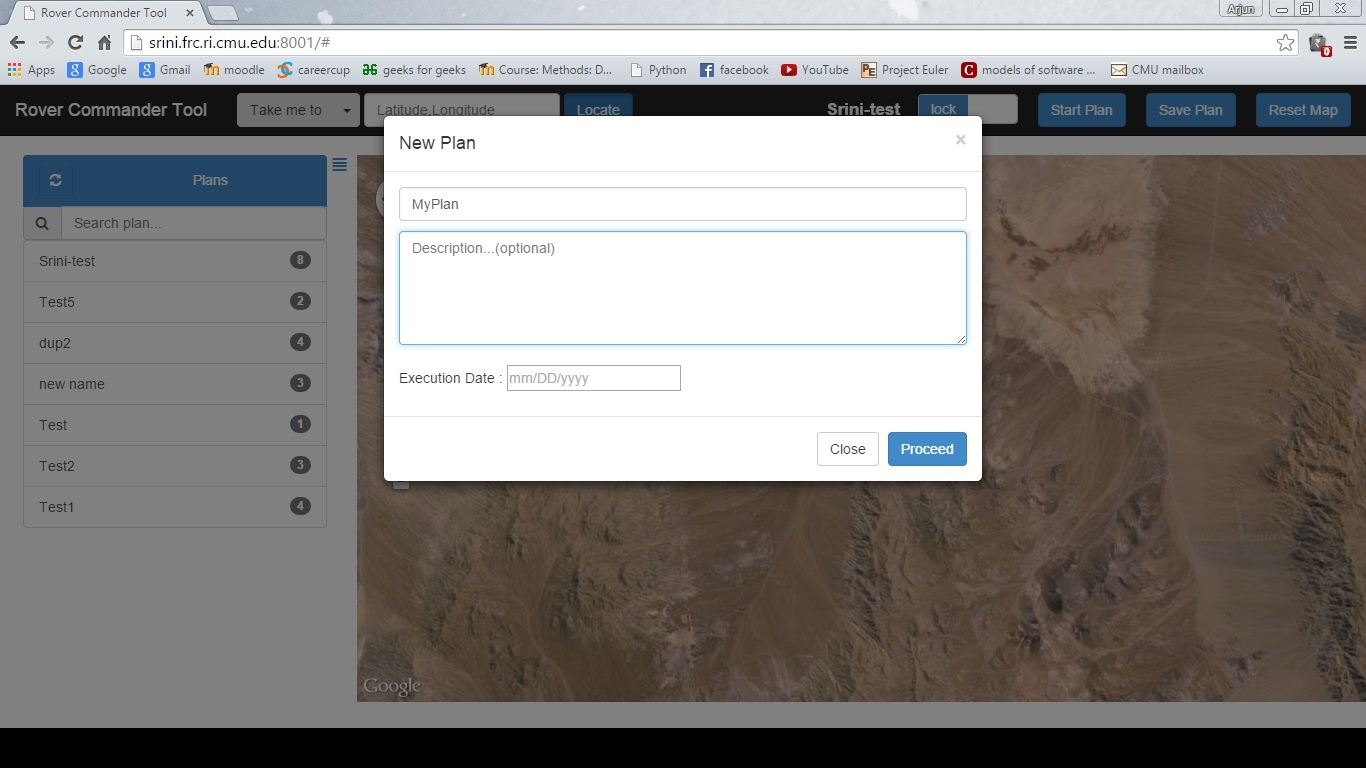 Rover Commander Tool
Arjun
srini.frc.ri.cmu.edu:8001/#
0
Apps Google Gmail moodle careercup geeks for geeks Course: Methods: D... Python facebook YouTube Project Euler models of software ... CMU mailbox
Rover Commander Tool Take me to Latitude,Longitude Locate Srini-test lock Start Plan Save Plan Reset Map
New Plan ×
MyPlan
Description...(optional)
Execution Date : mm/DD/yyyy
Close Proceed
Plans
Search plan...
Srini-test 8
Test5 2
dup2 4
new name 3
Test 1
Test2 3
Test1 4
Google